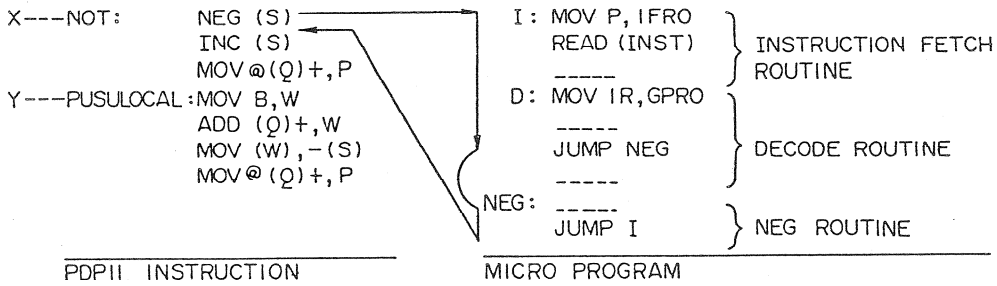 X---NOT: NEG (S)
INC (S)
MOV @(Q)+,P
Y---PUSULOCAL: MOV B,W
ADD (Q)+,W
MOV (W),-(S)
MOV @(Q)+,P
PDP11 INSTRUCTION
I: MOV P, IFRO
READ (INST)
-----
INSTRUCTION FETCH
ROUTINE
D: MOV IR,GPRO
-----
JUMP NEG
-----
DECODE ROUTINE
NEG: -----
JUMP I
NEG ROUTINE
MICRO PROGRAM